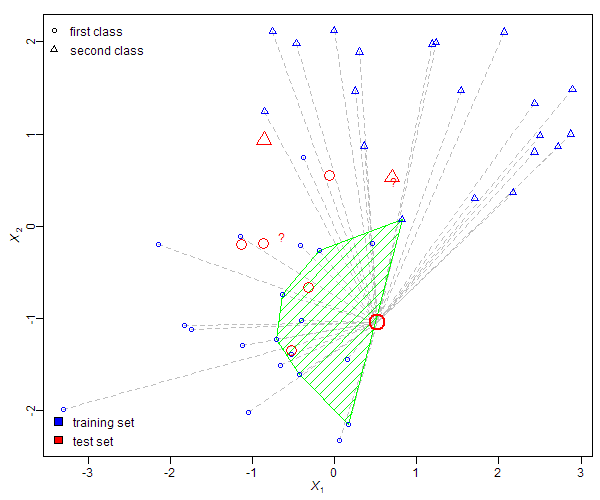 first class
second class
2
1
0
-1
-2
X2
?
?
training set
test set
-3
-2
-1
0
1
2
3
X1